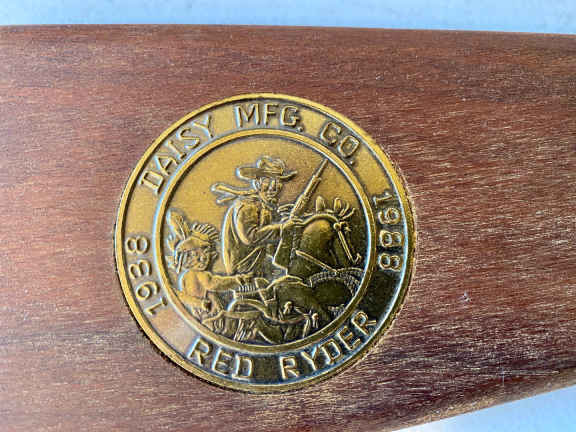 DAISY MFG. CO.
1938
1988
RED RYDER